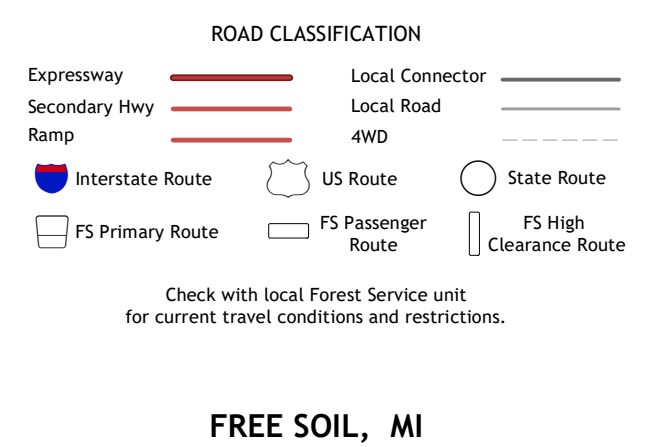 ROAD CLASSIFICATION
Expressway
Local Connector
Secondary Hwy
Local Road
Ramp
4WD
Interstate Route
US Route
State Route
FS Primary Route
FS Passenger
Route
FS High
Clearance Route
Check with local Forest Service unit
for current travel conditions and restrictions.
FREE SOIL, MI